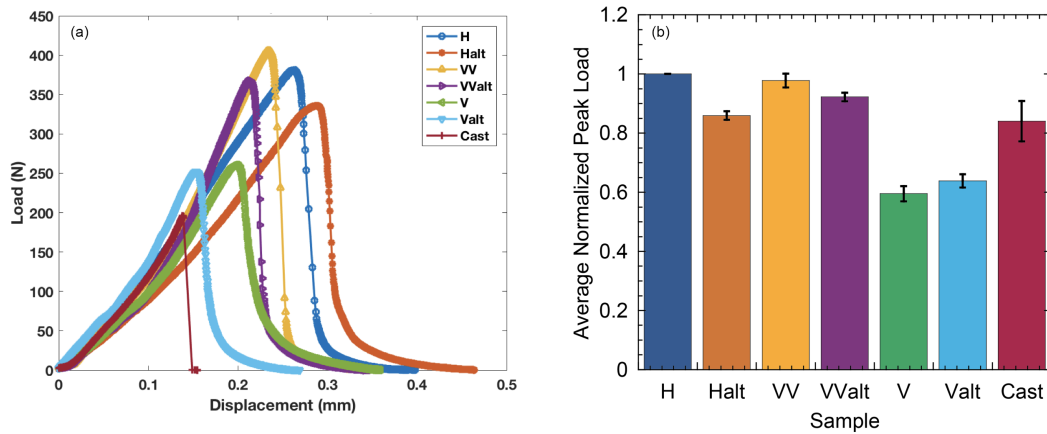 (a)
H
Halt
VV
VValt
V
Valt
Cast
450
400
350
300
250
200
150
100
50
0
Load (N)
0 0.1 0.2 0.3 0.4 0.5
Displacement (mm)
(b)
1.2
1
0.8
0.6
0.4
0.2
0
Average Normalized Peak Load
H Halt VV VValt V Valt Cast
Sample